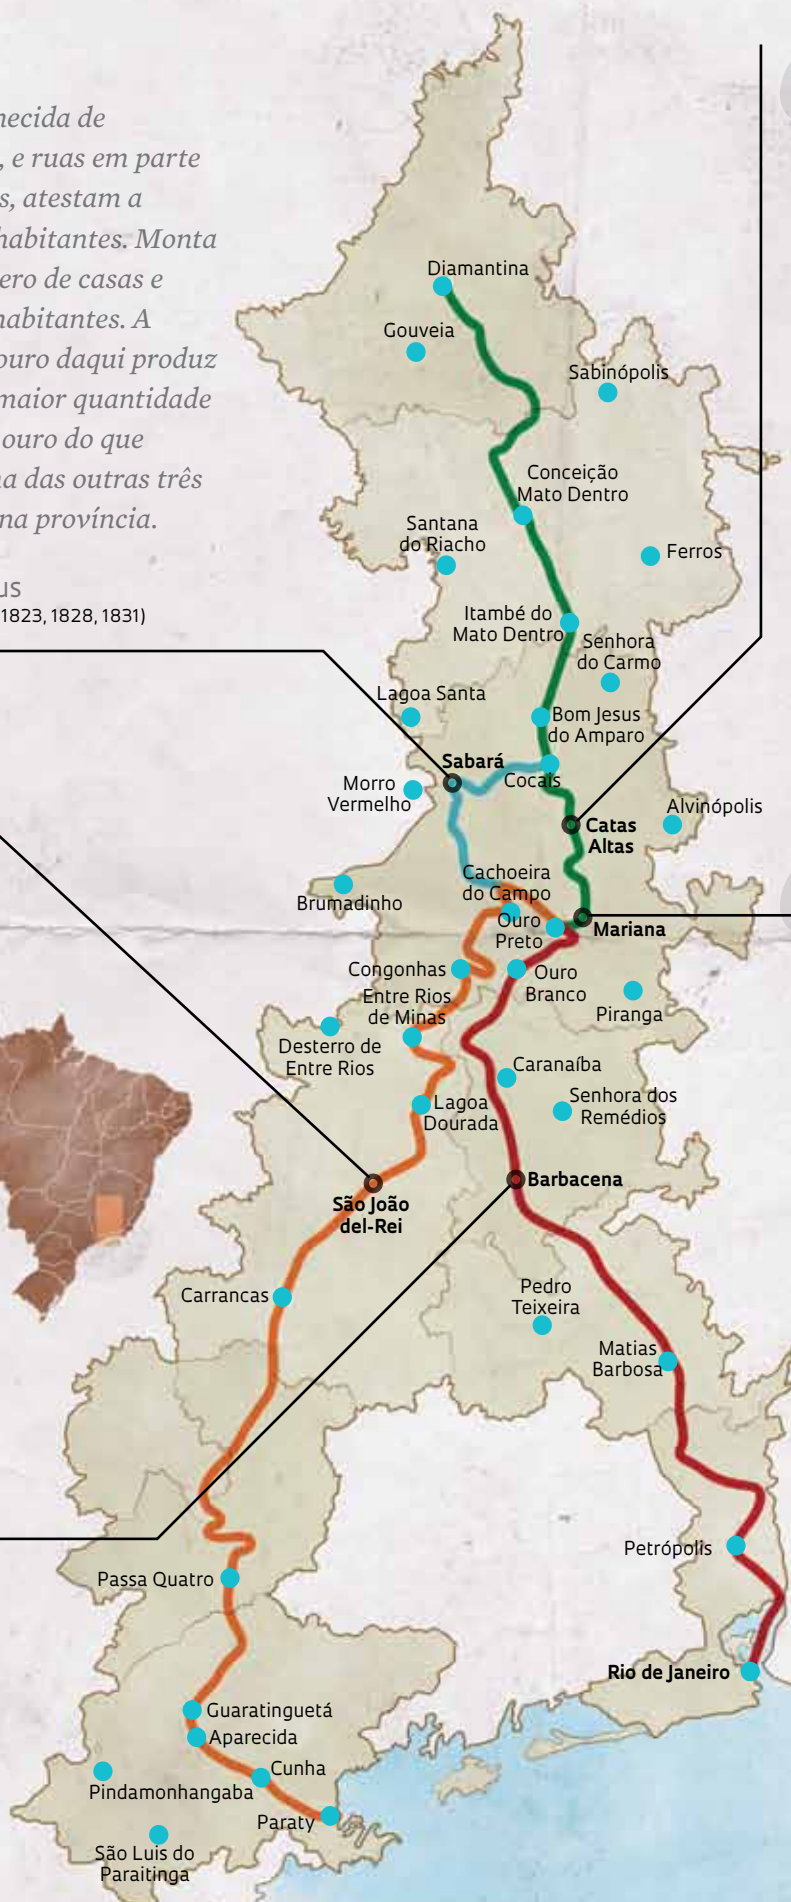 necida de
, e ruas em parte
s, atestam a
habitantes. Monta
ero de casas e
habitantes. A
ouro daqui produz
maior quantidade
ouro do que
na das outras três
na província.
us
1823, 1828, 1831)
Diamantina
Gouveia
Sabinópolis
Conceição
Mato Dentro
Santana
do Riacho
Ferros
Itambé do
Mato Dentro
Senhora
do Carmo
Lagoa Santa
Bom Jesus
do Amparo
Sabará
Cocais
Morro
Vermelho
Alvinópolis
Catas
Altas
Cachoeira
do Campo
Brumadinho
Ouro
Preto
Mariana
Congonhas
Ouro
Branco
Entre Rios
de Minas
Piranga
Desterro de
Entre Rios
Caranaíba
Lagoa
Dourada
Senhora dos
Remédios
Barbacena
São João
del-Rei
Carrancas
Pedro
Teixeira
Matias
Barbosa
Petrópolis
Passa Quatro
Rio de Janeiro
Guaratinguetá
Aparecida
Cunha
Pindamonhangaba
Paraty
São Luis do
Paraitinga